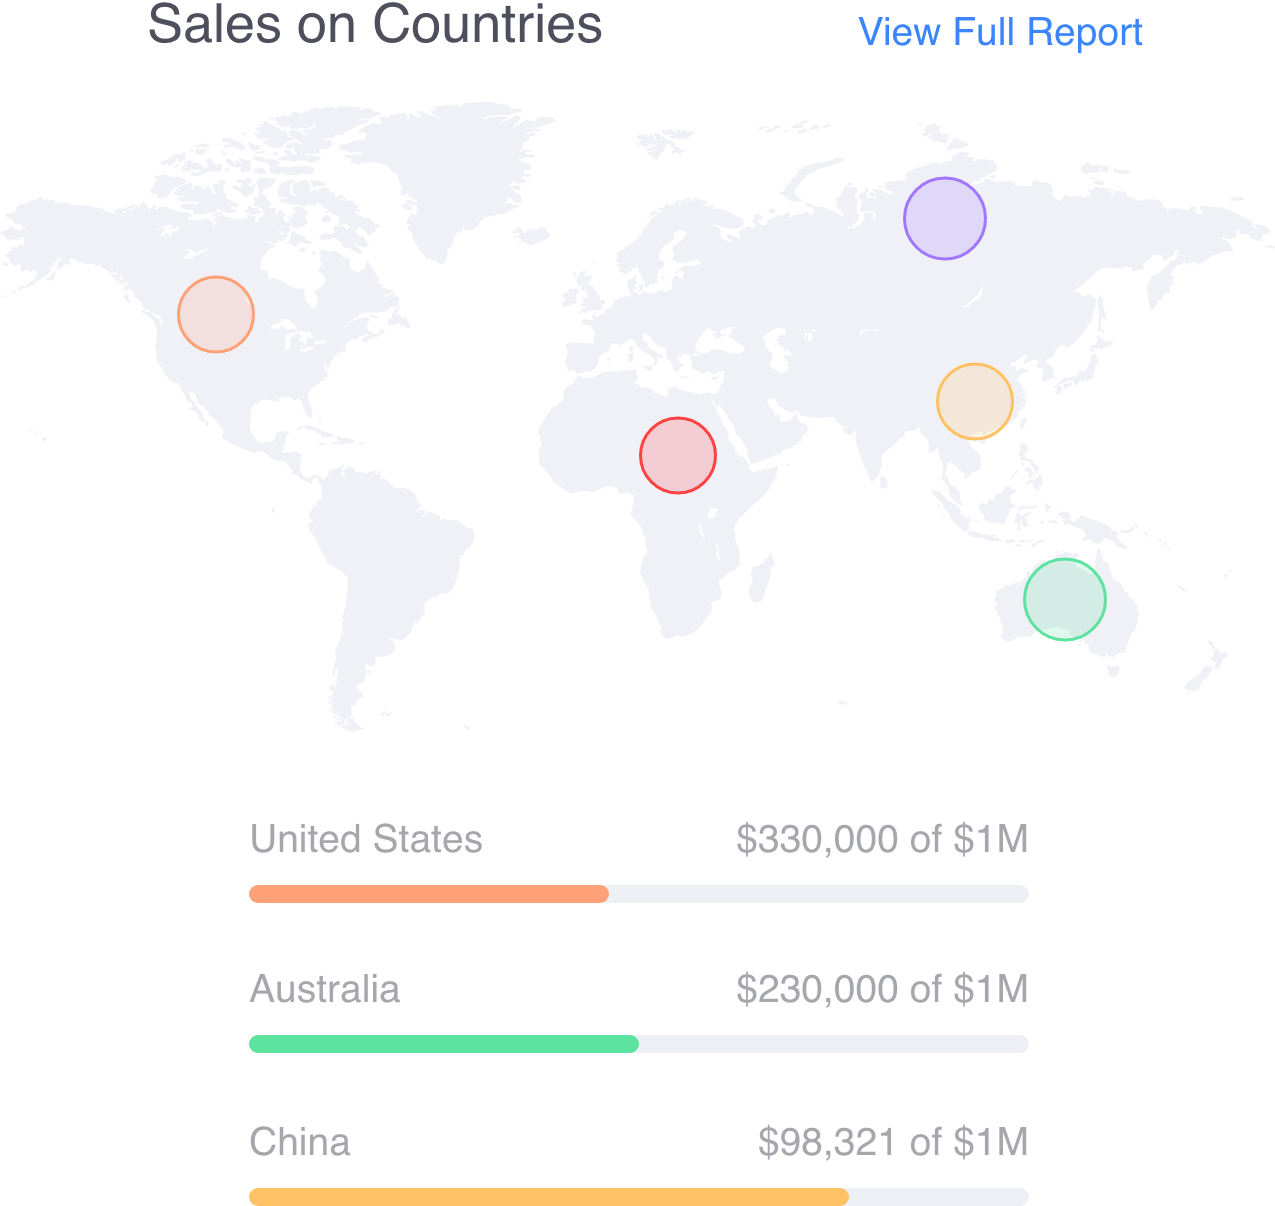 Sales on Countries
View Full Report
United States
$330,000 of $1M
Australia
$230,000 of $1M
China
$98,321 of $1M